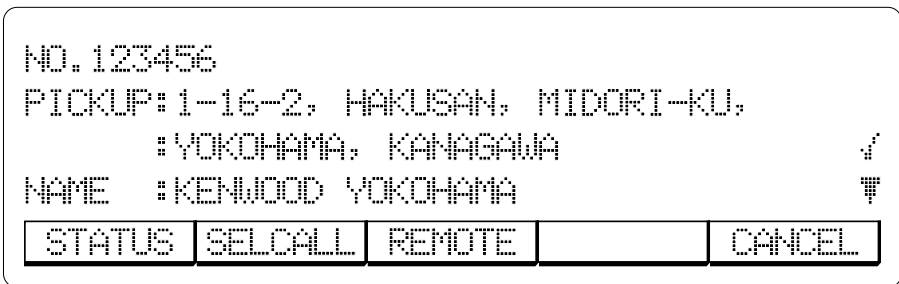 NO.123456
PICKUP:1-16-2, HAKUSAN, MIDORI-KU,
:YOKOHAMA, KANAGAWA
NAME :KENWOOD YOKOHAMA
STATUS SELCALL REMOTE CANCEL